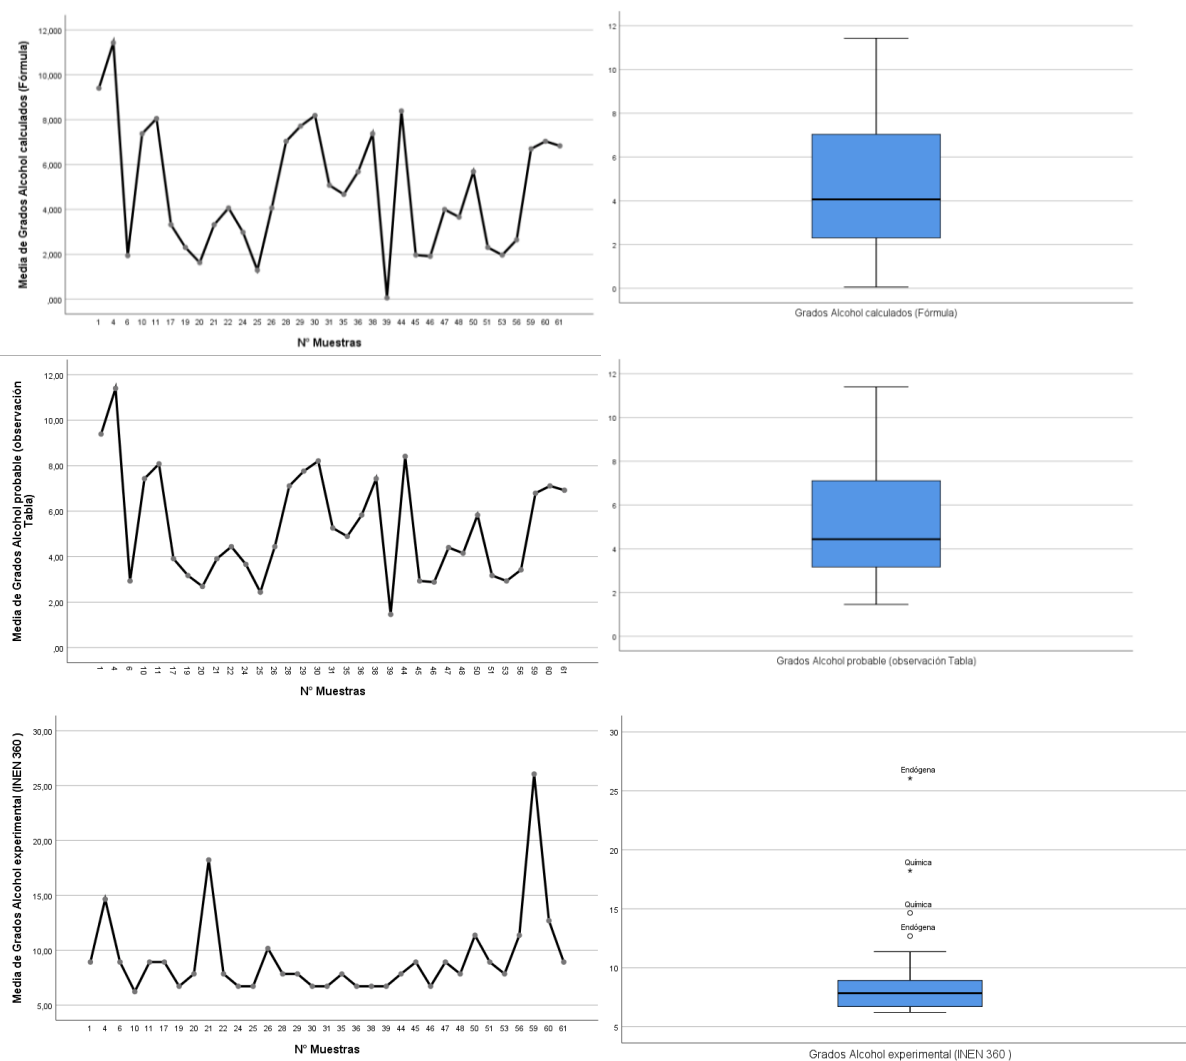 Media de Grados Alcohol calculados (Fórmula)
12,000
10,000
8,000
6,000
4,000
2,000
,000
1 4 6 10 11 17 19 20 21 22 24 25 26 28 29 30 31 35 36 38 39 44 45 46 47 48 50 51 53 56 59 60 61
N° Muestras
12
10
8
6
4
2
0
Grados Alcohol calculados (Fórmula)
Media de Grados Alcohol probable (observación
Tabla)
12,00
10,00
8,00
6,00
4,00
2,00
,00
1 4 6 10 11 17 19 20 21 22 24 25 26 28 29 30 31 35 36 38 39 44 45 46 47 48 50 51 53 56 59 60 61
N° Muestras
12
10
8
6
4
2
0
Grados Alcohol probable (observación Tabla)
Media de Grados Alcohol experimental (INEN 360 )
30,00
25,00
20,00
15,00
10,00
5,00
1 4 6 10 11 17 19 20 21 22 24 25 26 28 29 30 31 35 36 38 39 44 45 46 47 48 50 51 53 56 59 60 61
N° Muestras
30
25
20
15
10
5
Endógena
Química
Química
Endógena
Grados Alcohol experimental (INEN 360 )